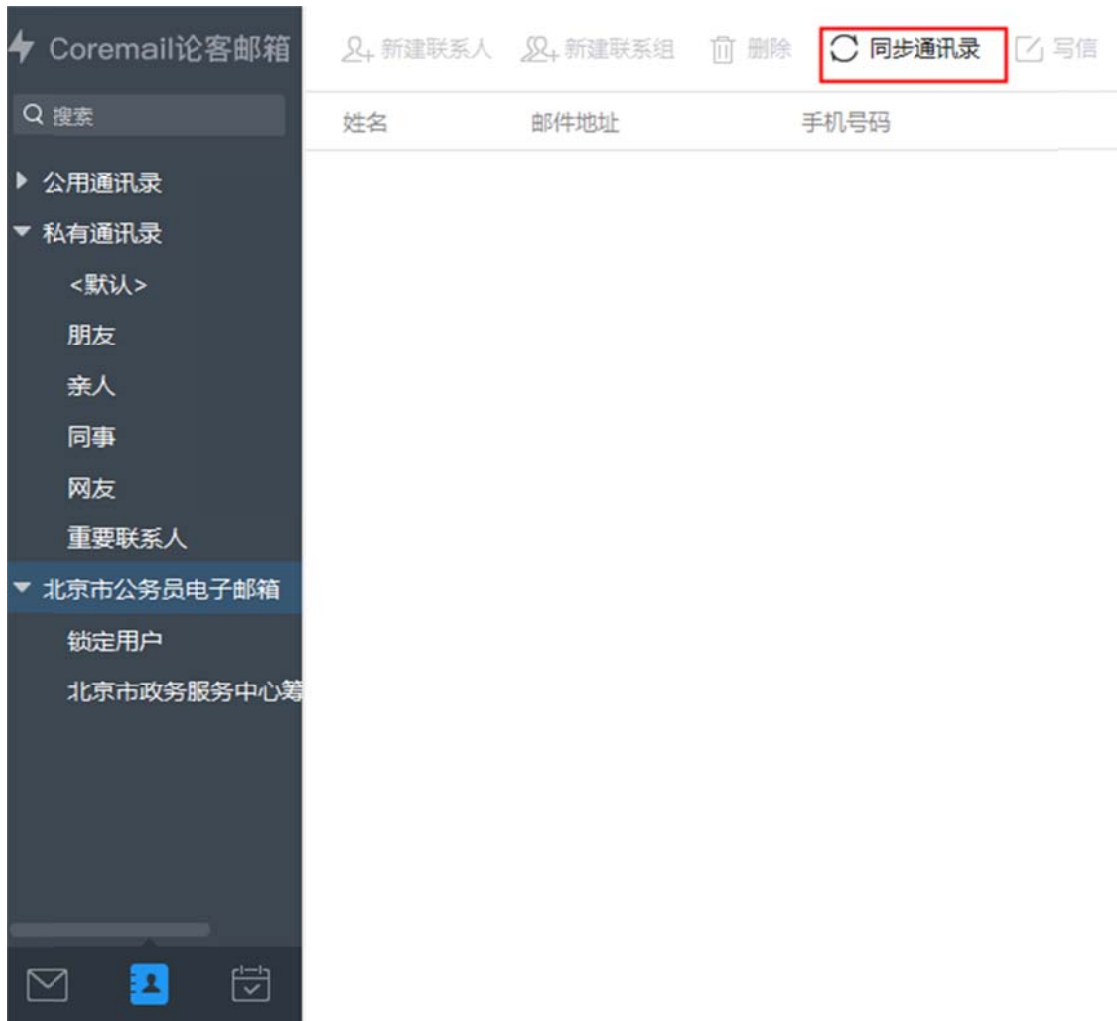 Coremail论客邮箱
新建联系人 新建联系组 删除 同步通讯录 写信
搜索
姓名 邮件地址 手机号码
公用通讯录
私有通讯录
<默认>
朋友
亲人
同事
网友
重要联系人
北京市公务员电子邮箱
锁定用户
北京市政务服务中心筹